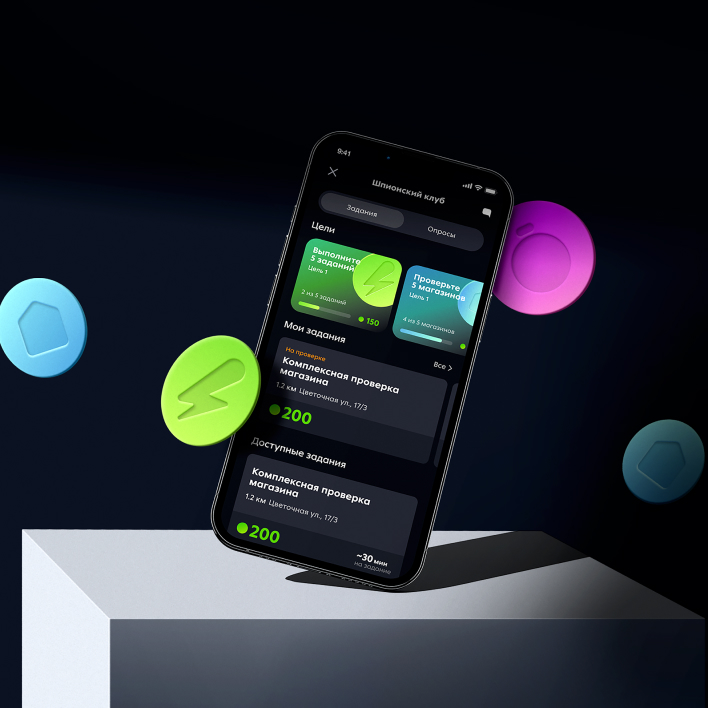 9:41
Шпионский клуб
Задания
Опросы
Цели
Выполните
5 заданий
Цель 1
2 из 5 заданий
150
Проверьте
5 магазинов
Цель 1
4 из 5 магазинов
Мои задания
Все
На проверке
Комплексная проверка
магазина
1.2 км Цветочная ул., 17/3
200
Доступные задания
Комплексная проверка
магазина
1.2 км Цветочная ул., 17/3
200
~30 мин
на задание